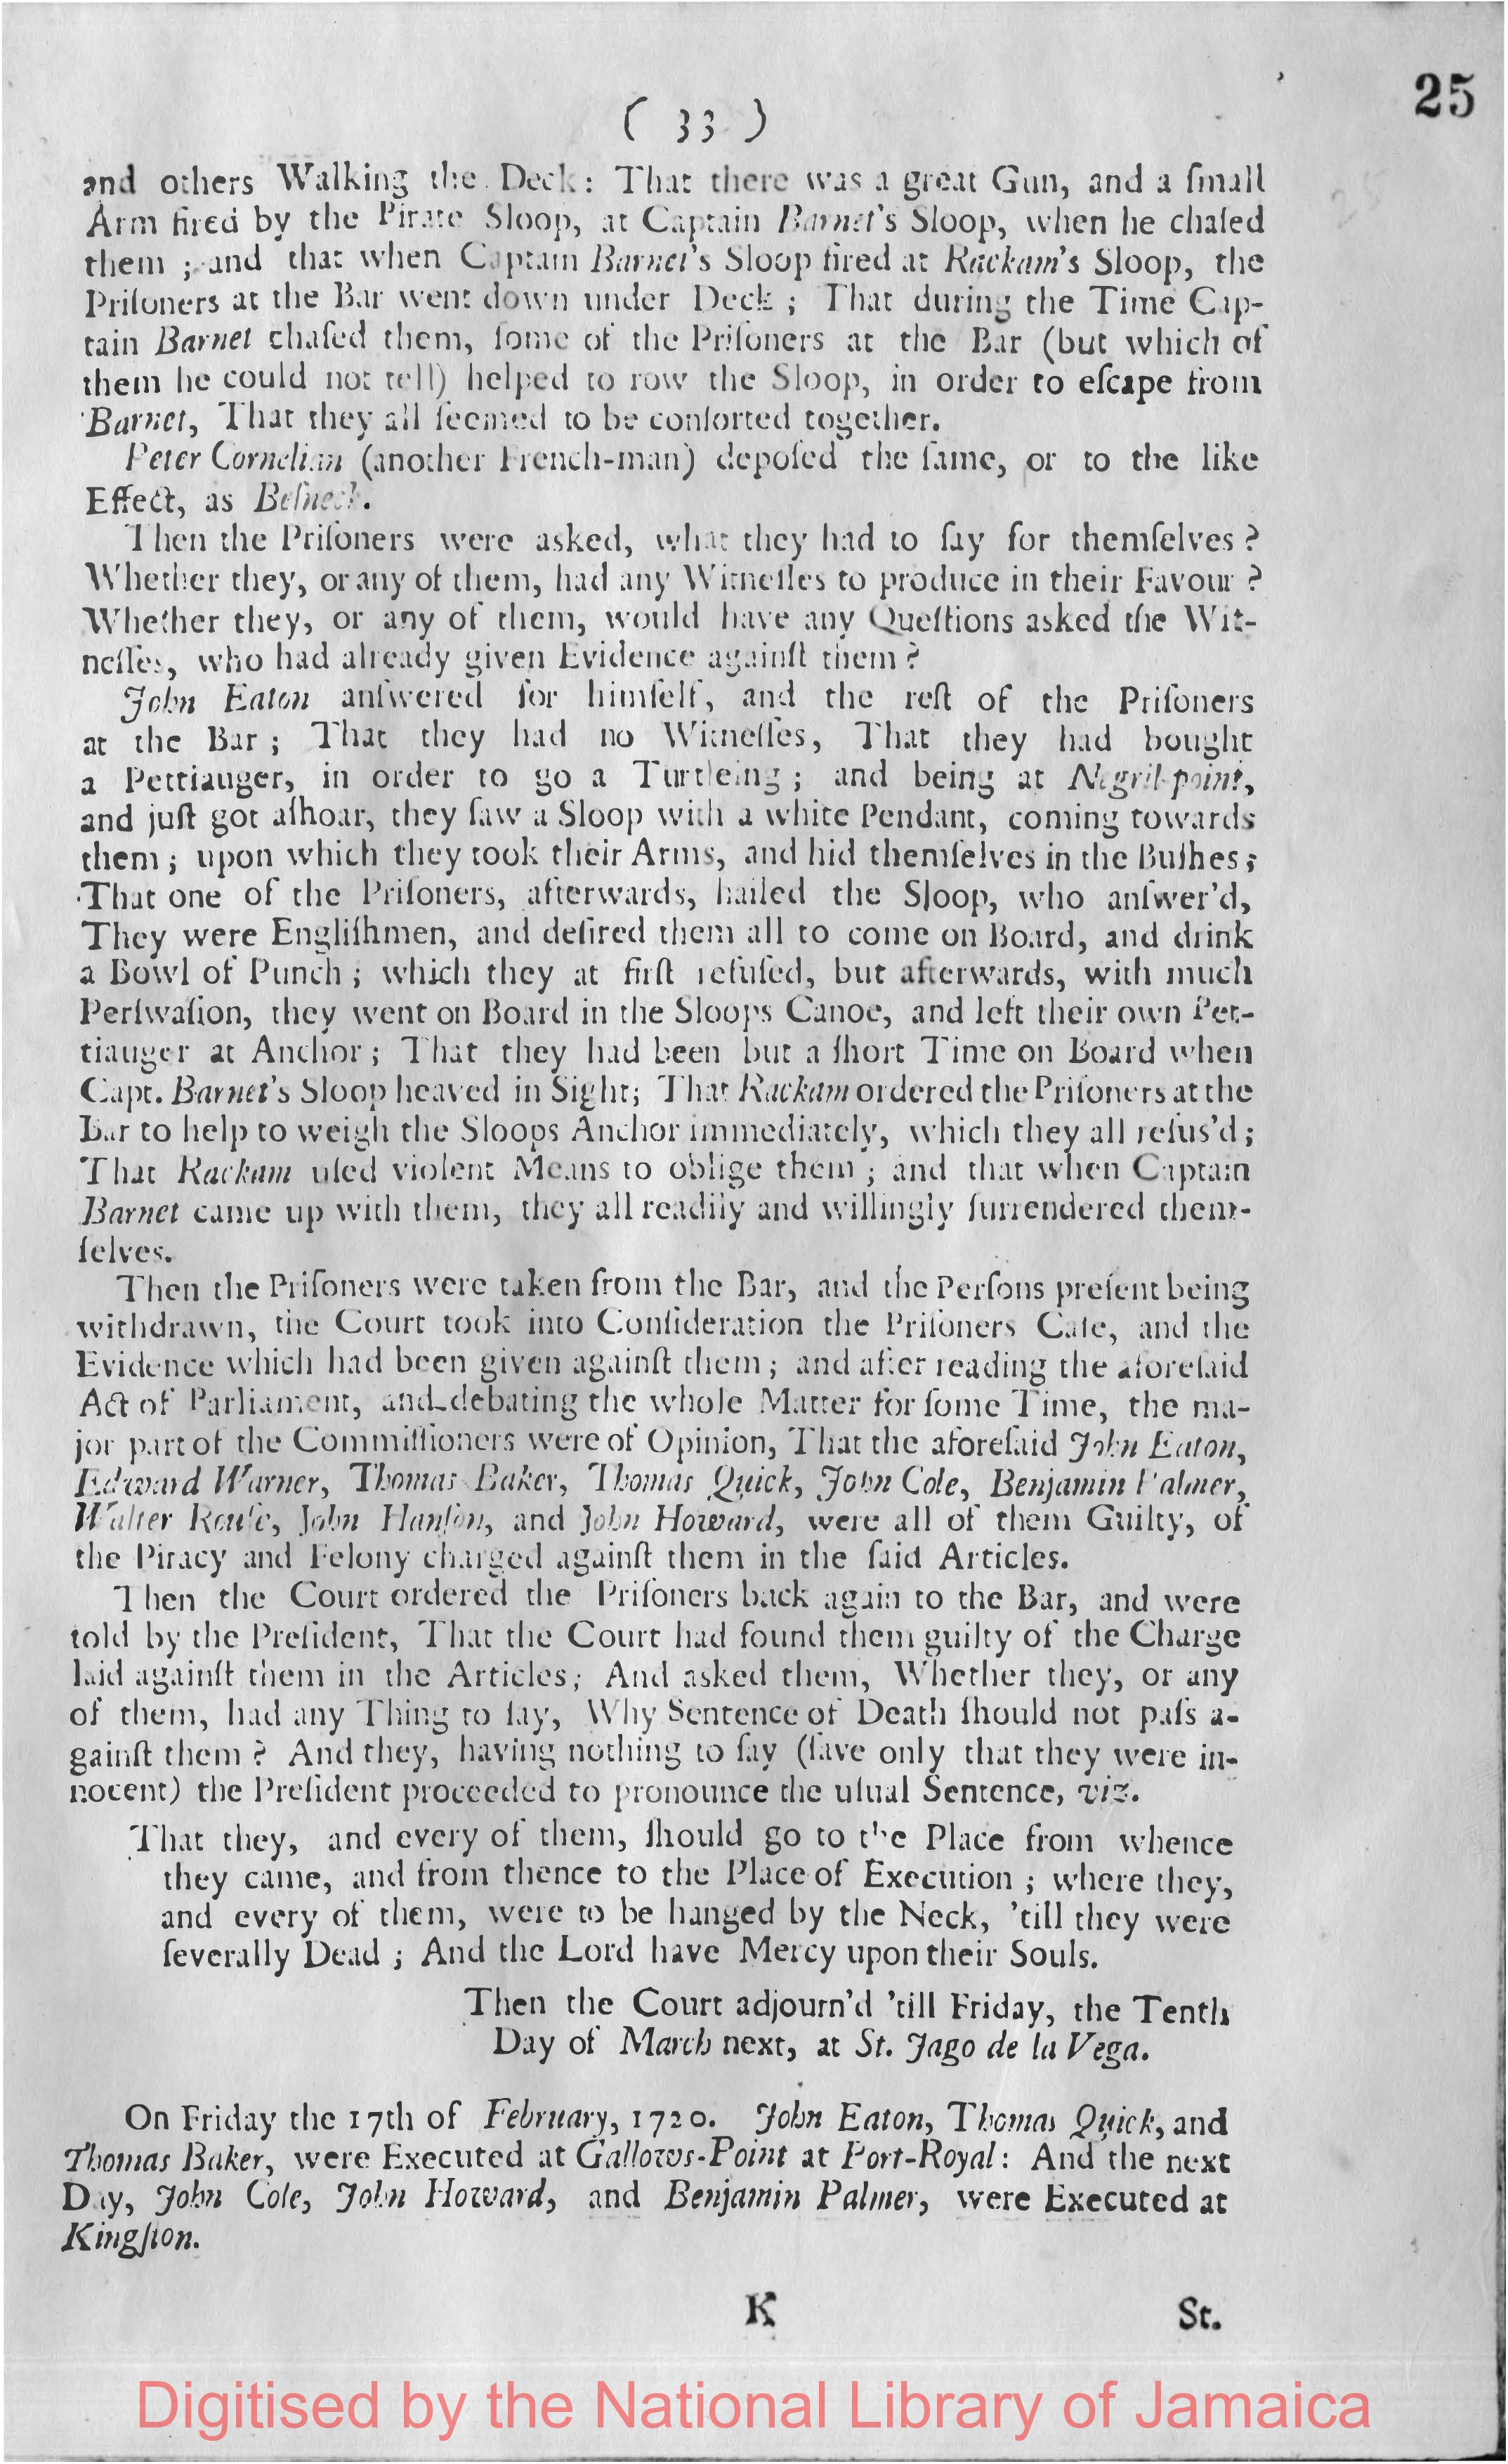 25
( 33 )
and others Walking the Deck: That there was a great Gun, and a ſmall
Arm fired by the Pirate Sloop, at Captain Barnet's Sloop, when he chaſed
them ; and that when Captain Barnet's Sloop fired at Rackam's Sloop, the
Priſoners at the Bar went down under Deck ; That during the Time Cap-
tain Barnet chaſed them, ſome of the Priſoners at the Bar (but which of
them he could not tell) helped to row the Sloop, in order to eſcape from
Barnet, That they all ſeemed to be conſorted together.
Peter Cornelian (another French-man) depoſed the ſame, or to the like
Effect, as Beſneck.
Then the Priſoners were asked, what they had to ſay for themſelves ?
Whether they, or any of them, had any Witneſſes to produce in their Favour ?
Whether they, or any of them, would have any Queſtions asked the Wit-
neſſes, who had already given Evidence againſt them ?
John Eaton anſwered for himſelf, and the reſt of the Priſoners
at the Bar ; That they had no Witneſſes, That they had bought
a Pettiauger, in order to go a Turtleing ; and being at Negril-point,
and juſt got aſhoar, they ſaw a Sloop with a white Pendant, coming towards
them ; upon which they took their Arms, and hid themſelves in the Buſhes ;
That one of the Priſoners, afterwards, hailed the Sloop, who anſwer'd,
They were Engliſhmen, and deſired them all to come on Board, and drink
a Bowl of Punch ; which they at firſt refuſed, but afterwards, with much
Perſwaſion, they went on Board in the Sloops Canoe, and left their own Pet-
tiauger at Anchor ; That they had been but a ſhort Time on Board when
Capt. Barnet's Sloop heaved in Sight; That Rackam ordered the Priſoners at the
Bar to help to weigh the Sloops Anchor immediately, which they all refus'd ;
That Rackam uſed violent Means to oblige them ; and that when Captain
Barnet came up with them, they all readily and willingly ſurrendered them-
ſelves.
Then the Priſoners were taken from the Bar, and the Perſons preſent being
withdrawn, the Court took into Conſideration the Priſoners Caſe, and the
Evidence which had been given againſt them ; and after reading the aforeſaid
Act of Parliament, and debating the whole Matter for ſome Time, the ma-
jor part of the Commiſſioners were of Opinion, That the aforeſaid John Eaton,
Edward Warner, Thomas Baker, Thomas Quick, John Cole, Benjamin Palmer,
Walter Rouſe, John Hanſon, and John Howard, were all of them Guilty, of
the Piracy and Felony charged againſt them in the ſaid Articles.
Then the Court ordered the Priſoners back again to the Bar, and were
told by the Preſident, That the Court had found them guilty of the Charge
laid againſt them in the Articles; And asked them, Whether they, or any
of them, had any Thing to ſay, Why Sentence of Death ſhould not paſs a-
gainſt them ? And they, having nothing to ſay (ſave only that they were in-
nocent) the Preſident proceeded to pronounce the uſual Sentence, viz.
That they, and every of them, ſhould go to the Place from whence
they came, and from thence to the Place of Execution ; where they,
and every of them, were to be hanged by the Neck, 'till they were
ſeverally Dead ; And the Lord have Mercy upon their Souls.
Then the Court adjourn'd 'till Friday, the Tenth
Day of March next, at St. Jago de la Vega.
On Friday the 17th of February, 1720. John Eaton, Thomas Quick, and
Thomas Baker, were Executed at Gallows-Point at Port-Royal : And the next
Day, John Cole, John Howard, and Benjamin Palmer, were Executed at
Kingſton.
K
St.
Digitised by the National Library of Jamaica